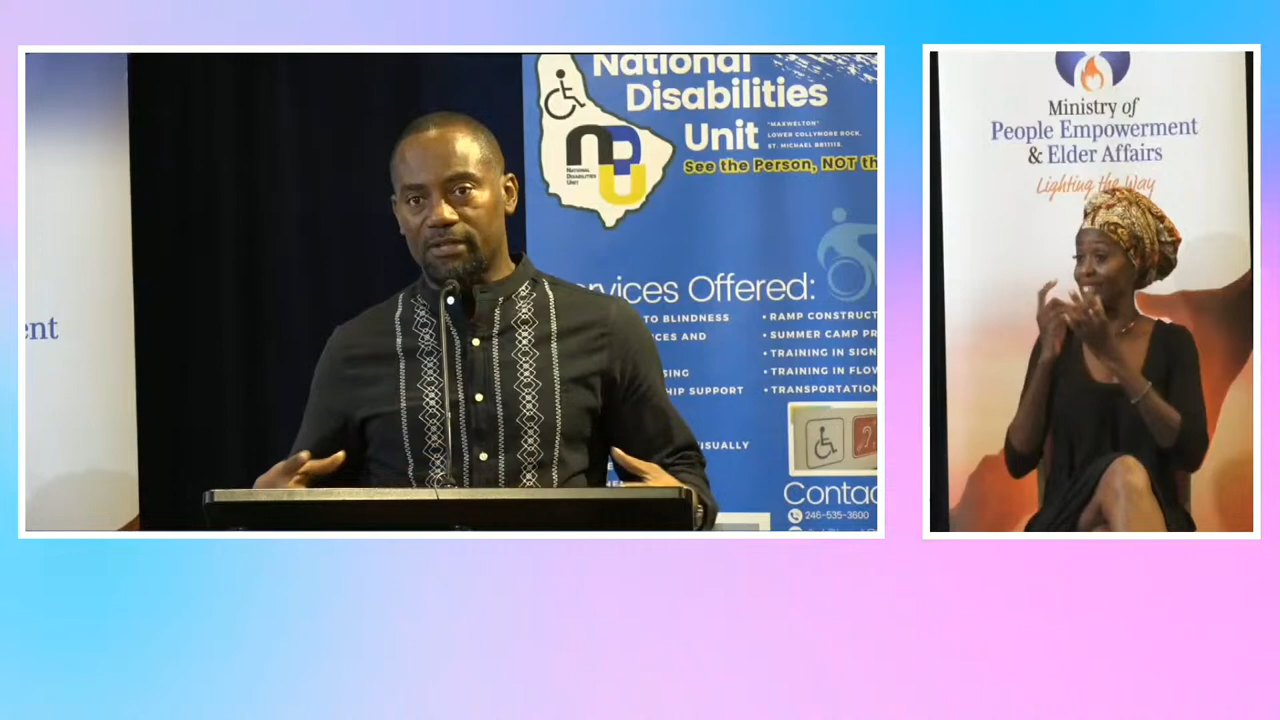 ent
National
Disabilities
Unit
"MAXWELTON"
LOWER COLLYMORE ROCK,
ST. MICHAEL BB11115.
See the Person, NOT th
NATIONAL
DISABILITIES
UNIT
rvices Offered:
TO BLINDNESS
CES AND
SING
HIP SUPPORT
VISUALLY
• RAMP CONSTRUCT
• SUMMER CAMP PR
• TRAINING IN SIGN
• TRAINING IN FLOW
• TRANSPORTATION
Contac
246-535-3600
Ministry of
People Empowerment
& Elder Affairs
Lighting the Way